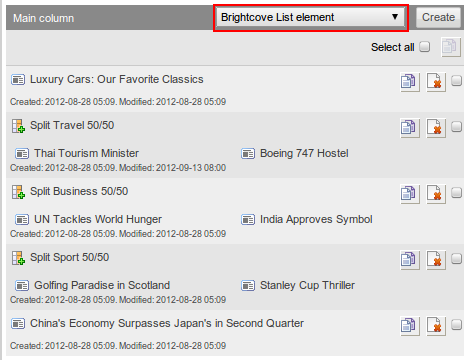 Main column Brightcove List element Create
Select all
Luxury Cars: Our Favorite Classics
Created: 2012-08-28 05:09. Modified: 2012-08-28 05:09
Split Travel 50/50
Thai Tourism Minister Boeing 747 Hostel
Created: 2012-08-28 05:09. Modified: 2012-09-13 08:00
Split Business 50/50
UN Tackles World Hunger India Approves Symbol
Created: 2012-08-28 05:09. Modified: 2012-08-28 05:09
Split Sport 50/50
Golfing Paradise in Scotland Stanley Cup Thriller
Created: 2012-08-28 05:09. Modified: 2012-08-28 05:09
China's Economy Surpasses Japan's in Second Quarter
Created: 2012-08-28 05:09. Modified: 2012-08-28 05:09